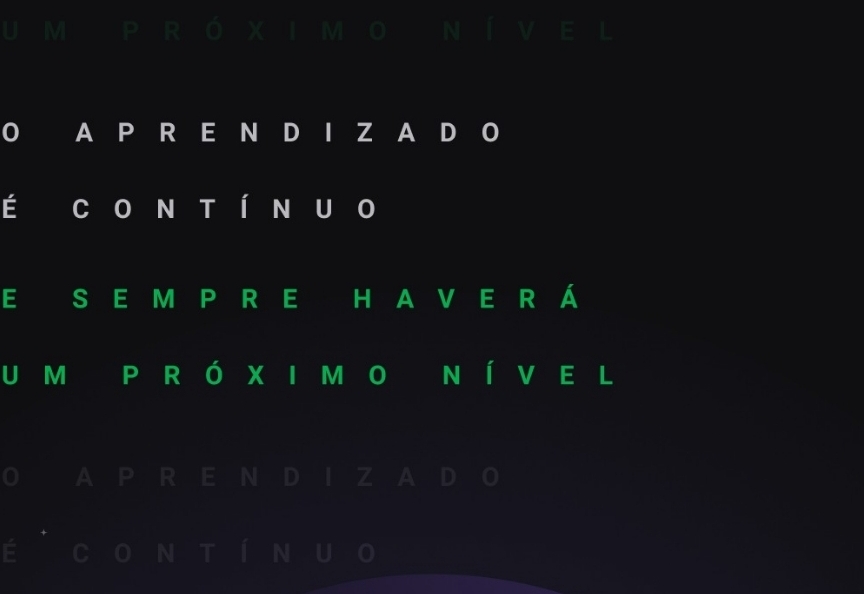 UM PRÓXIMO NÍVEL
O APRENDIZADO
É CONTÍNUO
E SEMPRE HAVERÁ
UM PRÓXIMO NÍVEL
O APRENDIZADO
É CONTÍNUO